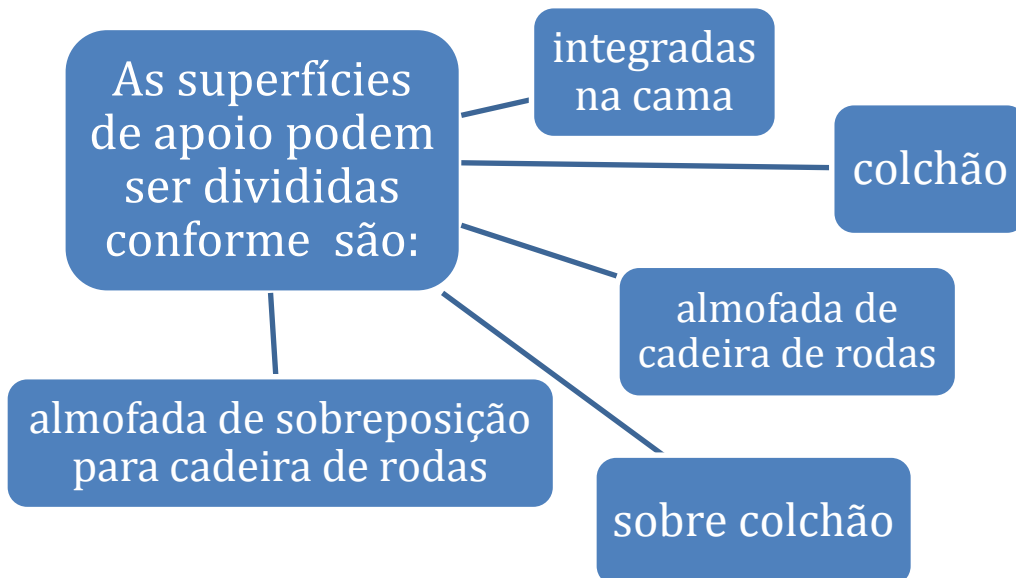 As superfícies
de apoio podem
ser divididas
conforme são:
integradas
na cama
colchão
almofada de
cadeira de rodas
sobre colchão
almofada de sobreposição
para cadeira de rodas